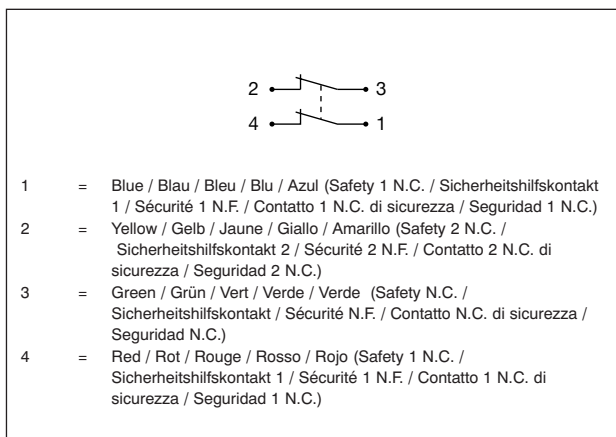 2 3
4 1
1 = Blue / Blau / Bleu / Blu / Azul (Safety 1 N.C. / Sicherheitshilfskontakt
1 / Sécurité 1 N.F. / Contatto 1 N.C. di sicurezza / Seguridad 1 N.C.)
2 = Yellow / Gelb / Jaune / Giallo / Amarillo (Safety 2 N.C. /
Sicherheitshilfskontakt 2 / Sécurité 2 N.F. / Contatto 2 N.C. di
sicurezza / Seguridad 2 N.C.)
3 = Green / Grün / Vert / Verde / Verde (Safety N.C. /
Sicherheitshilfskontakt / Sécurité N.F. / Contatto N.C. di sicurezza /
Seguridad N.C.)
4 = Red / Rot / Rouge / Rosso / Rojo (Safety 1 N.C. /
Sicherheitshilfskontakt 1 / Sécurité 1 N.F. / Contatto 1 N.C. di
sicurezza / Seguridad 1 N.C.)